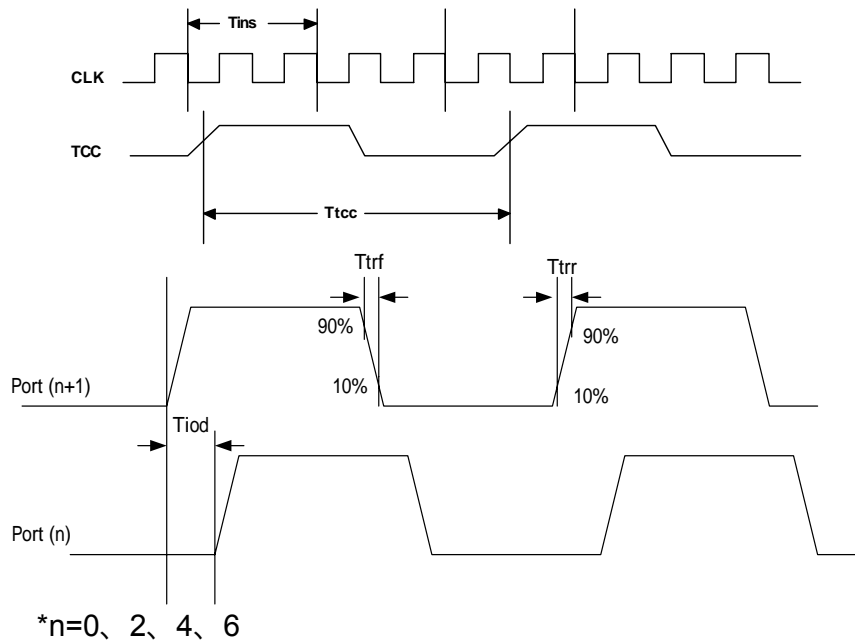 Tins
CLK
TCC
Ttcc
Ttrf
Ttrr
90%
90%
10%
10%
Port (n+1)
Tiod
Port (n)
*n=0、2、4、6